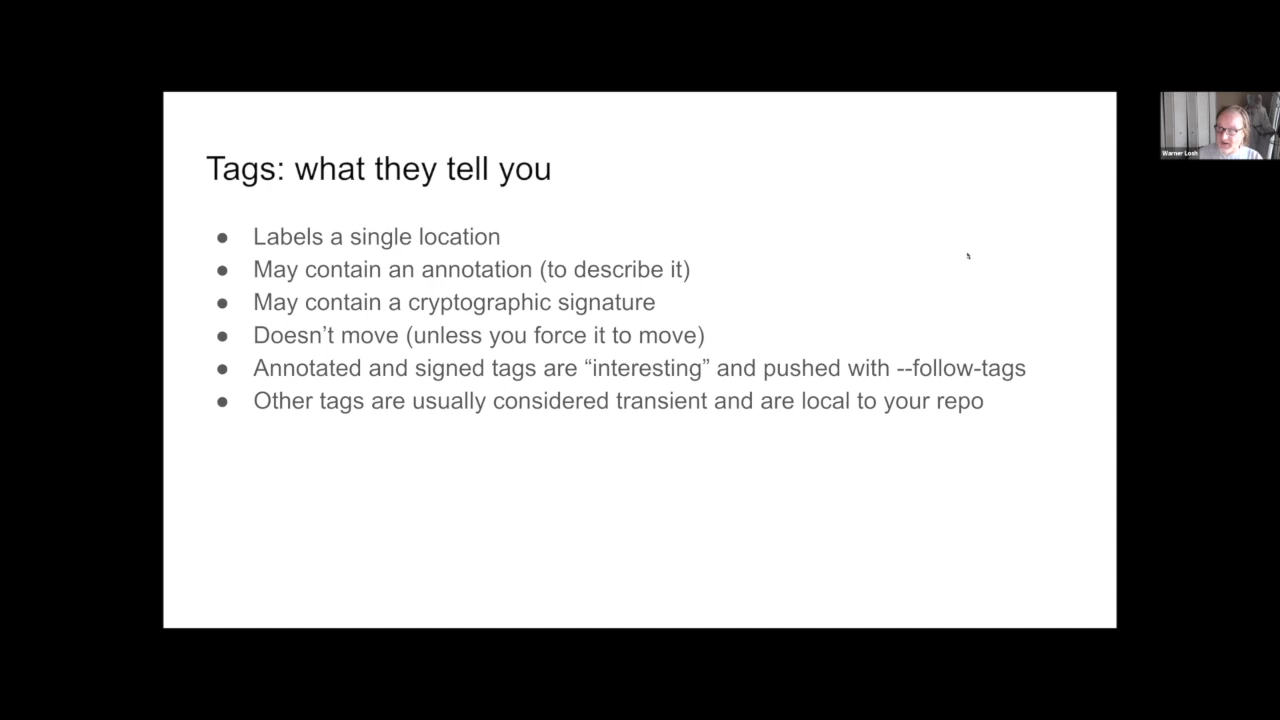 Tags: what they tell you
● Labels a single location
● May contain an annotation (to describe it)
● May contain a cryptographic signature
● Doesn’t move (unless you force it to move)
● Annotated and signed tags are “interesting” and pushed with --follow-tags
● Other tags are usually considered transient and are local to your repo
Warner Losh